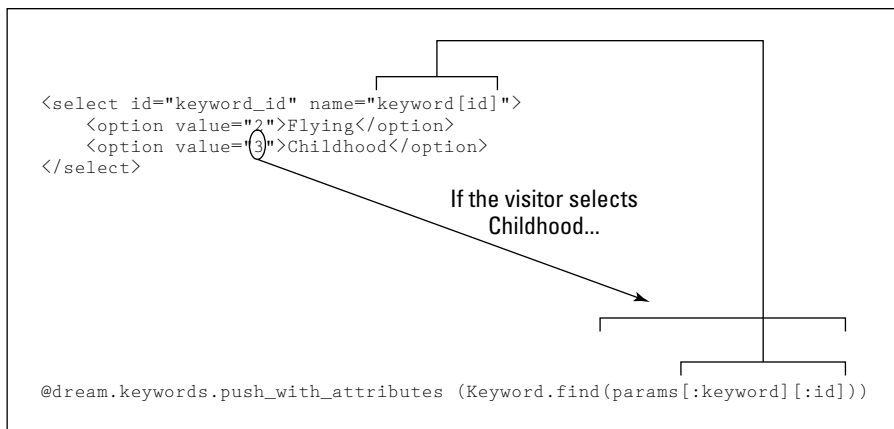 <select id="keyword_id" name="keyword[id]">
    <option value="2">Flying</option>
    <option value="3">Childhood</option>
</select>
If the visitor selects
Childhood...
@dream.keywords.push_with_attributes (Keyword.find(params[:keyword][:id]))